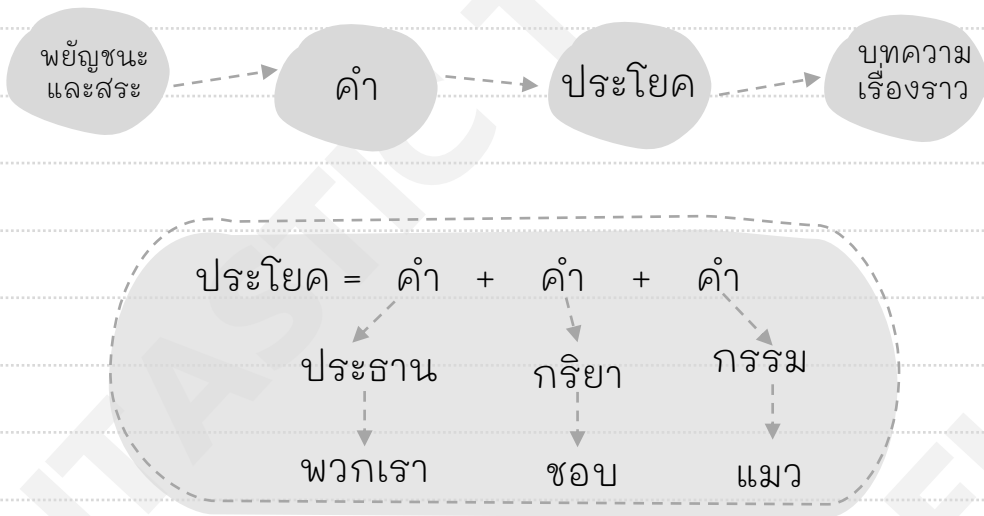 พยัญชนะ
และสระ
คำ
ประโยค
บทความ
เรื่องราว
ประโยค = คำ + คำ + คำ
ประธาน กริยา กรรม
พวกเรา ชอบ แมว